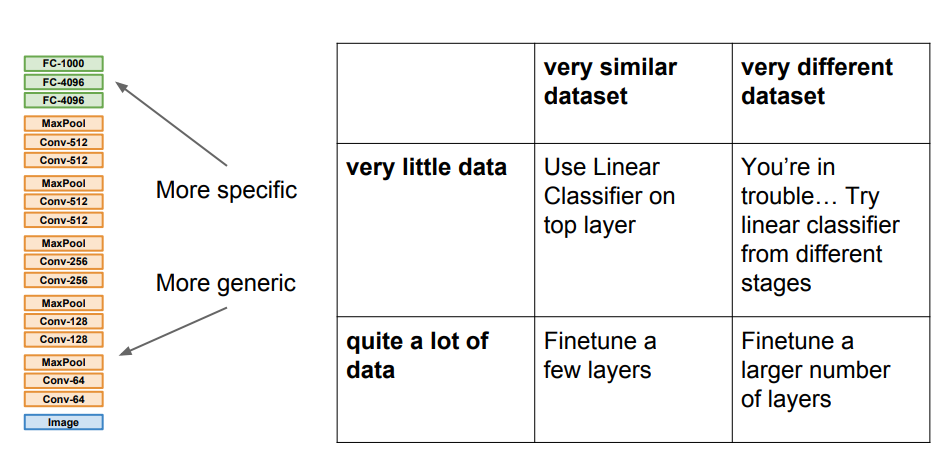 FC-1000
FC-4096
FC-4096
MaxPool
Conv-512
Conv-512
MaxPool
Conv-512
Conv-512
MaxPool
Conv-256
Conv-256
MaxPool
Conv-128
Conv-128
MaxPool
Conv-64
Conv-64
Image
More specific
More generic
very similar
dataset
very different
dataset
very little data
Use Linear
Classifier on
top layer
You’re in
trouble… Try
linear classifier
from different
stages
quite a lot of
data
Finetune a
few layers
Finetune a
larger number
of layers